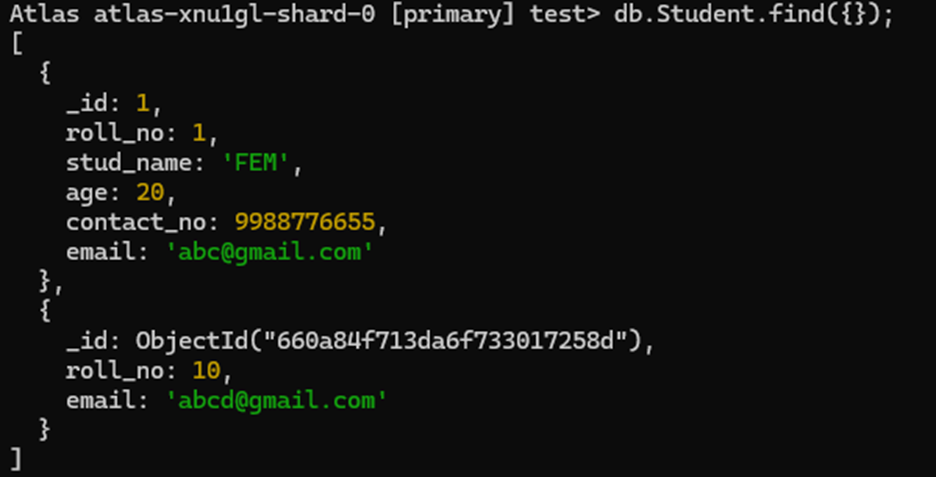 Atlas atlas-xnu1gl-shard-0 [primary] test> db.Student.find({});
[
  {
    _id: 1,
    roll_no: 1,
    stud_name: 'FEM',
    age: 20,
    contact_no: 9988776655,
    email: 'abc@gmail.com'
  },
  {
    _id: ObjectId("660a84f713da6f733017258d"),
    roll_no: 10,
    email: 'abcd@gmail.com'
  }
]